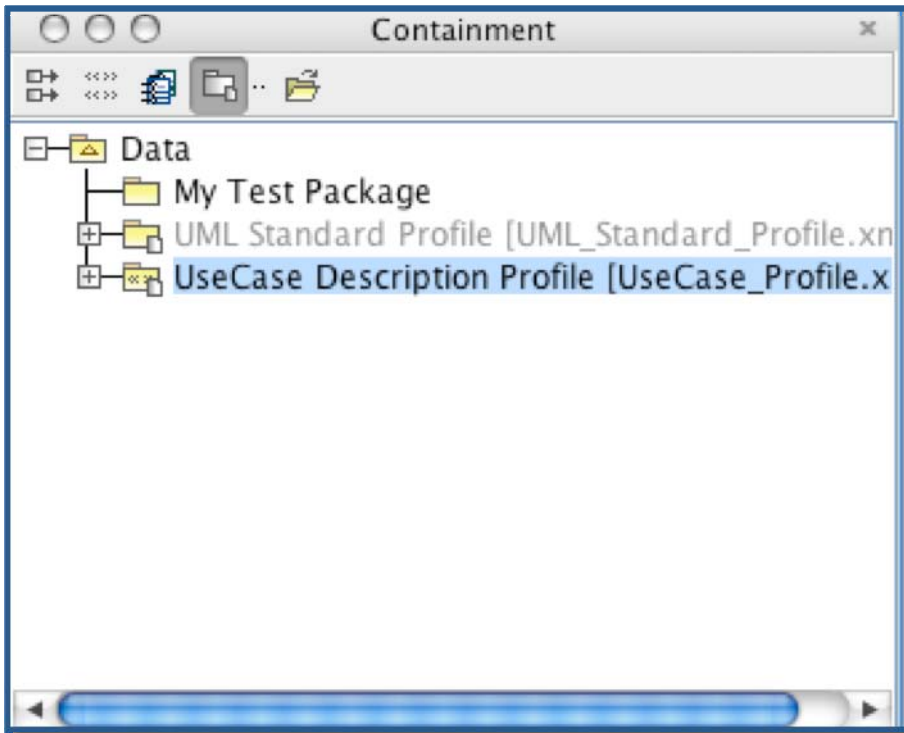 Containment
Data
My Test Package
UML Standard Profile [UML_Standard_Profile.xn
UseCase Description Profile [UseCase_Profile.x